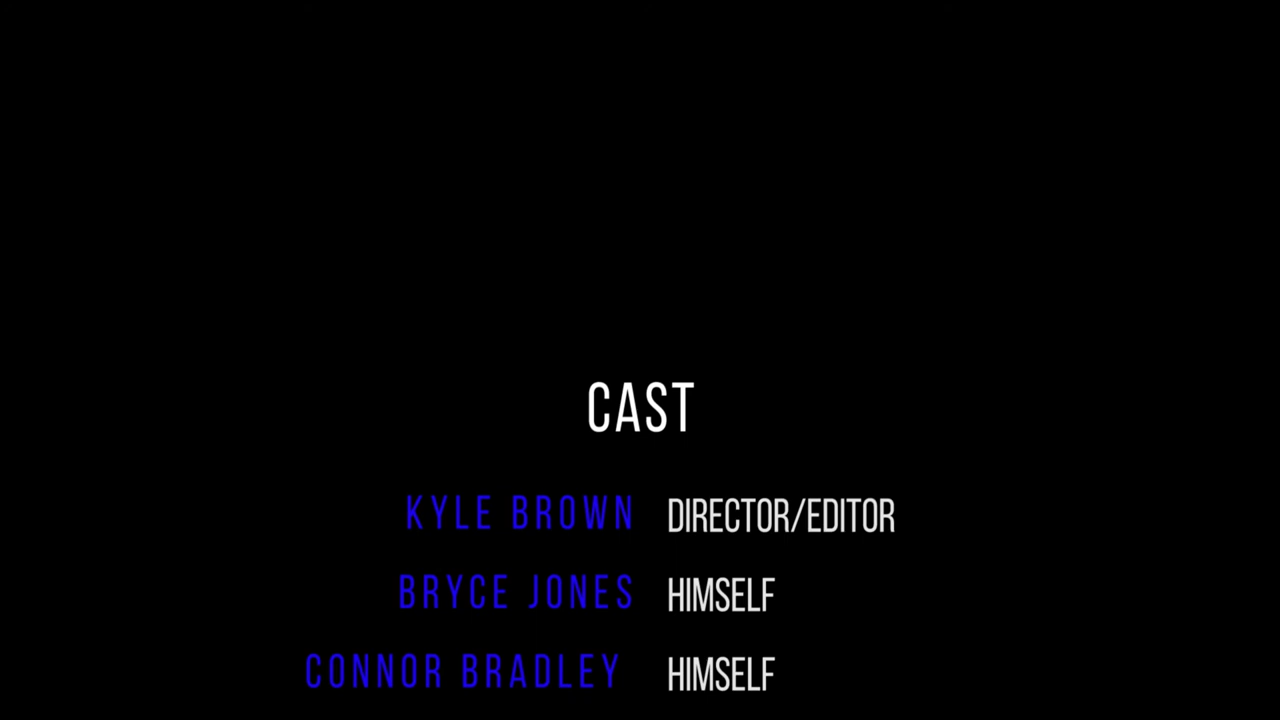 CAST
KYLE BROWN DIRECTOR/EDITOR
BRYCE JONES HIMSELF
CONNOR BRADLEY HIMSELF